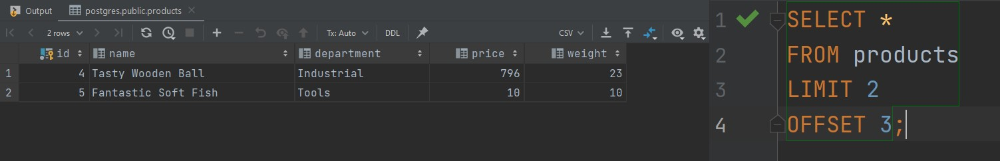 Output
postgres.public.products
2 rows
Tx: Auto
DDL
CSV
id name department price weight
1 4 Tasty Wooden Ball Industrial 796 23
2 5 Fantastic Soft Fish Tools 10 10
1 SELECT *
2 FROM products
3 LIMIT 2
4 OFFSET 3;